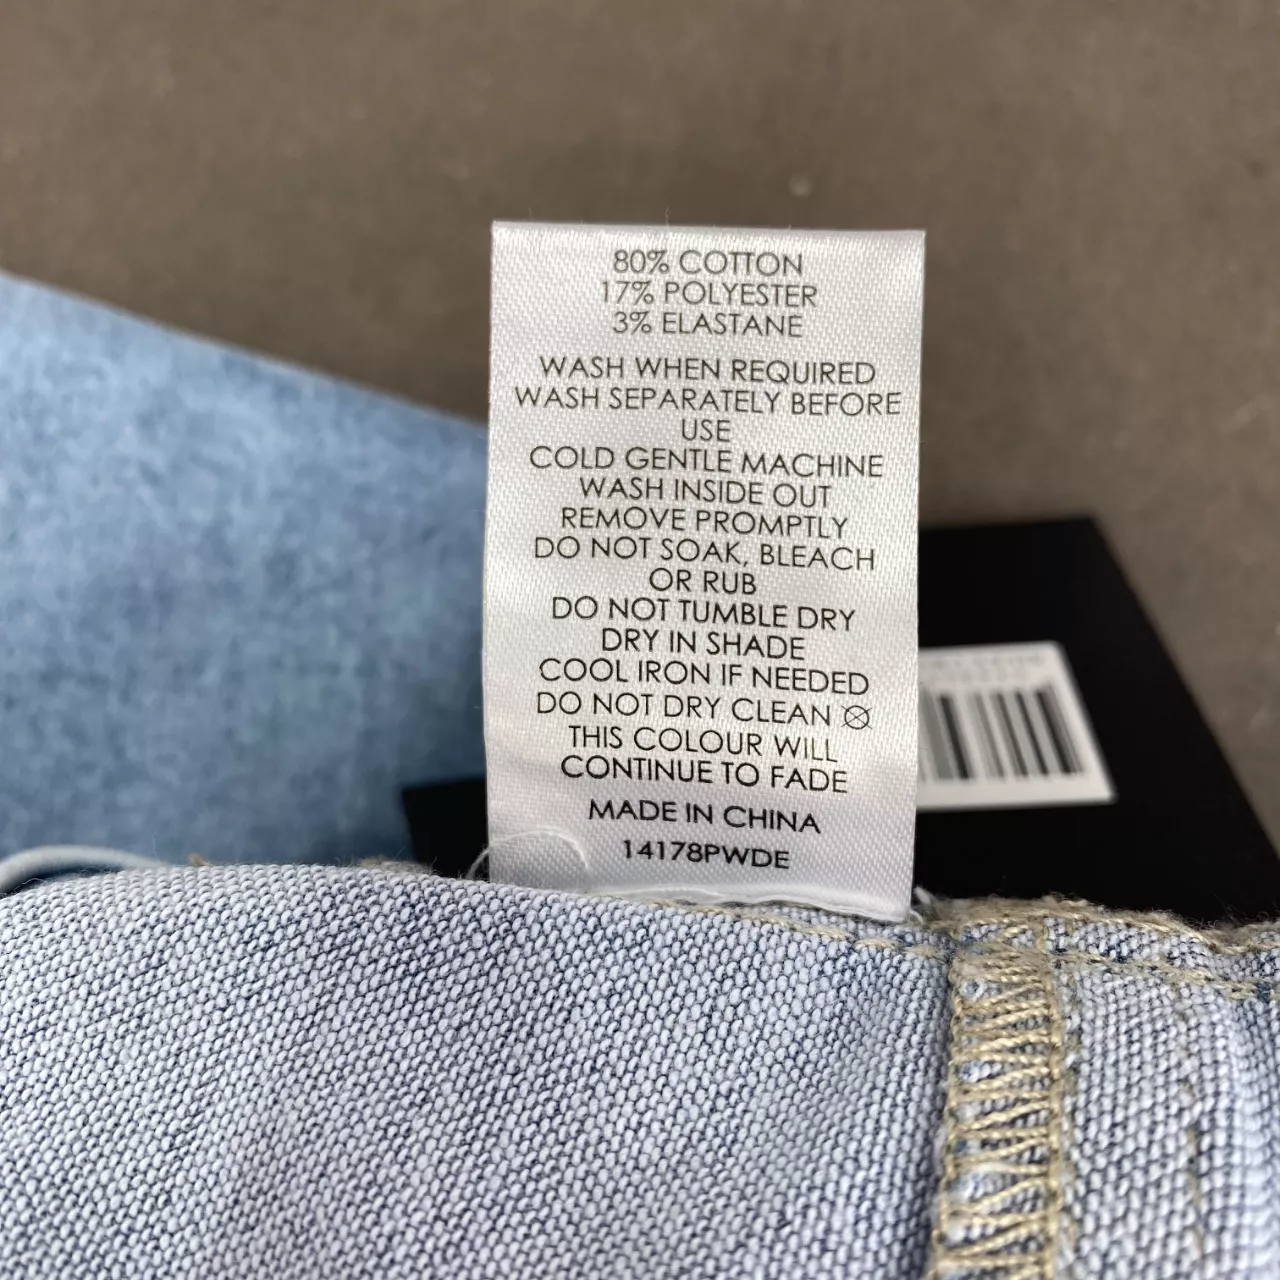 80% COTTON
17% POLYESTER
3% ELASTANE
WASH WHEN REQUIRED
WASH SEPARATELY BEFORE
USE
COLD GENTLE MACHINE
WASH INSIDE OUT
REMOVE PROMPTLY
DO NOT SOAK, BLEACH
OR RUB
DO NOT TUMBLE DRY
DRY IN SHADE
COOL IRON IF NEEDED
DO NOT DRY CLEAN
THIS COLOUR WILL
CONTINUE TO FADE
MADE IN CHINA
14178PWDE